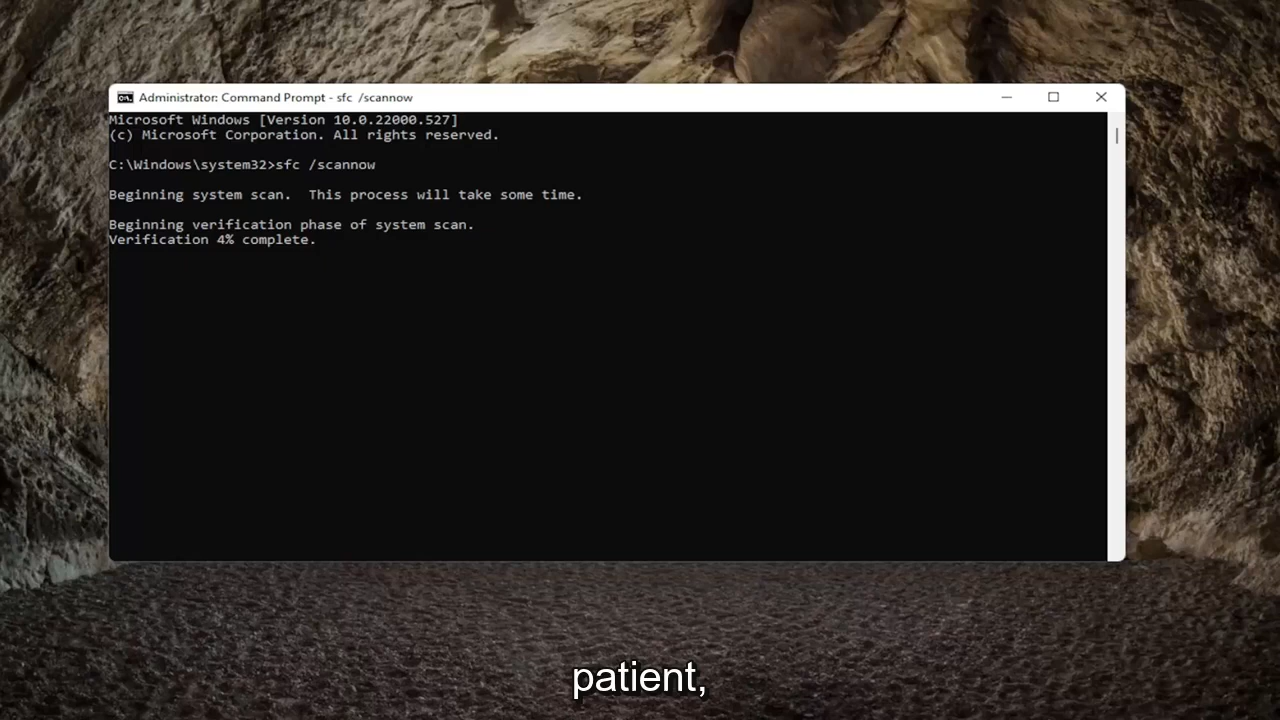 Administrator: Command Prompt - sfc  /scannow
Microsoft Windows [Version 10.0.22000.527]
(c) Microsoft Corporation. All rights reserved.
C:\Windows\system32>sfc /scannow
Beginning system scan.  This process will take some time.
Beginning verification phase of system scan.
Verification 4% complete.
patient,